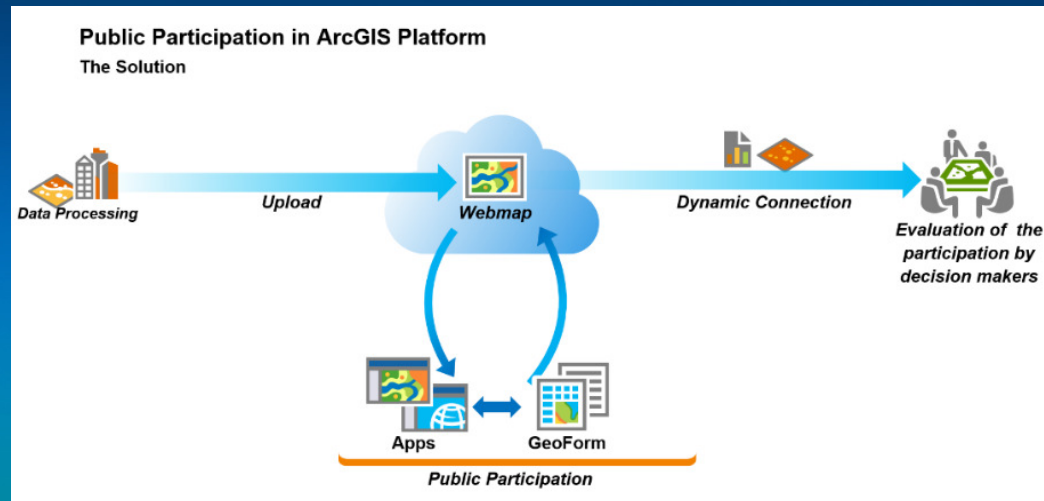 Public Participation in ArcGIS Platform
The Solution
Data Processing
Upload
Webmap
Dynamic Connection
Evaluation of the
participation by
decision makers
Apps
GeoForm
Public Participation